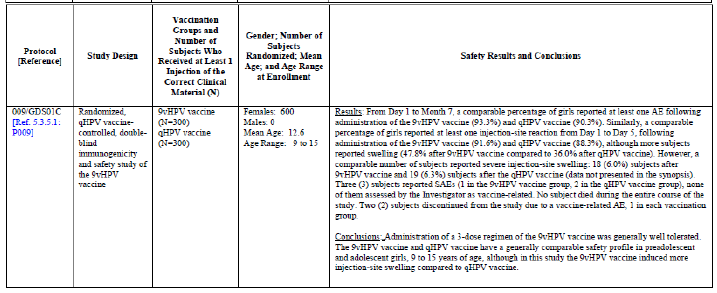 Protocol
[Reference]
Study Design
Vaccination
Groups and
Number of
Subjects Who
Received at Least 1
Injection of the
Correct Clinical
Material (N)
Gender; Number of
Subjects
Randomized; Mean
Age; and Age Range
at Enrollment
Safety Results and Conclusions
009/GDS01C
[Ref. 5.3.5.1:
P009]
Randomized,
qHPV vaccine-
controlled, double-
blind
immunogenicity
and safety study of
the 9vHPV
vaccine
9vHPV vaccine
(N=300)
qHPV vaccine
(N=300)
Females: 600
Males: 0
Mean Age: 12.6
Age Range: 9 to 15
Results: From Day 1 to Month 7, a comparable percentage of girls reported at least one AE following
administration of the 9vHPV vaccine (93.3%) and qHPV vaccine (90.3%). Similarly, a comparable
percentage of girls reported at least one injection-site reaction from Day 1 to Day 5, following
administration of the 9vHPV vaccine (91.6%) and qHPV vaccine (88.3%), although more subjects
reported swelling (47.8% after 9vHPV vaccine compared to 36.0% after qHPV vaccine). However, a
comparable number of subjects reported severe injection-site swelling: 18 (6.0%) subjects after
9vHPV vaccine and 19 (6.3%) subjects after the qHPV vaccine (data not presented in the synopsis).
Three (3) subjects reported SAEs (1 in the 9vHPV vaccine group, 2 in the qHPV vaccine group), none
of them assessed by the Investigator as vaccine-related. No subject died during the entire course of the
study. Two (2) subjects discontinued from the study due to a vaccine-related AE, 1 in each vaccination
group.
Conclusions: Administration of a 3-dose regimen of the 9vHPV vaccine was generally well tolerated.
The 9vHPV vaccine and qHPV vaccine have a generally comparable safety profile in preadolescent
and adolescent girls, 9 to 15 years of age, although in this study the 9vHPV vaccine induced more
injection-site swelling compared to qHPV vaccine.